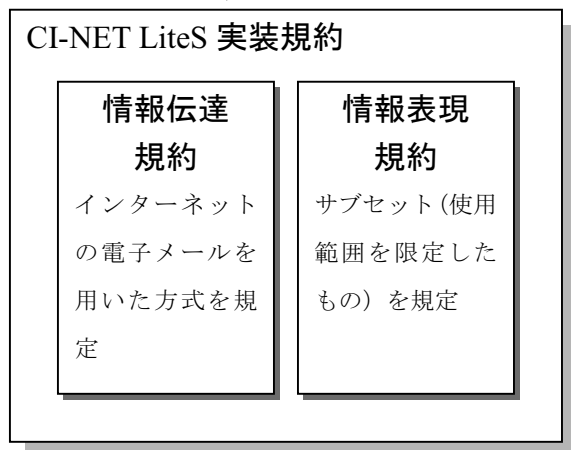 CI-NET LiteS 実装規約
情報伝達
規約
インターネット
の電子メールを
用いた方式を規
定
情報表現
規約
サブセット(使用
範囲を限定した
もの）を規定